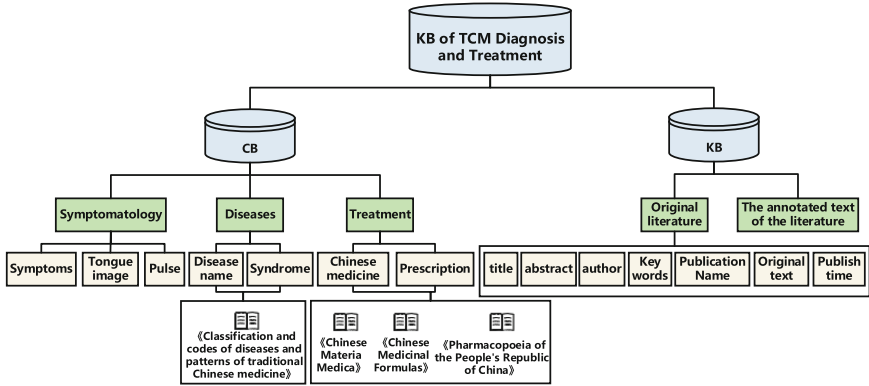 KB of TCM Diagnosis
and Treatment
CB
KB
Symptomatology
Diseases
Treatment
Original
literature
The annotated text
of the literature
Symptoms
Tongue
image
Pulse
Disease
name
Syndrome
Chinese
medicine
Prescription
title
abstract
author
Key
words
Publication
Name
Original
text
Publish
time
《Classification and
codes of diseases and
patterns of traditional
Chinese medicine》
《Chinese
Materia
Medica》
《Chinese
Medicinal
Formulas》
《Pharmacopoeia of
the People's Republic
of China》